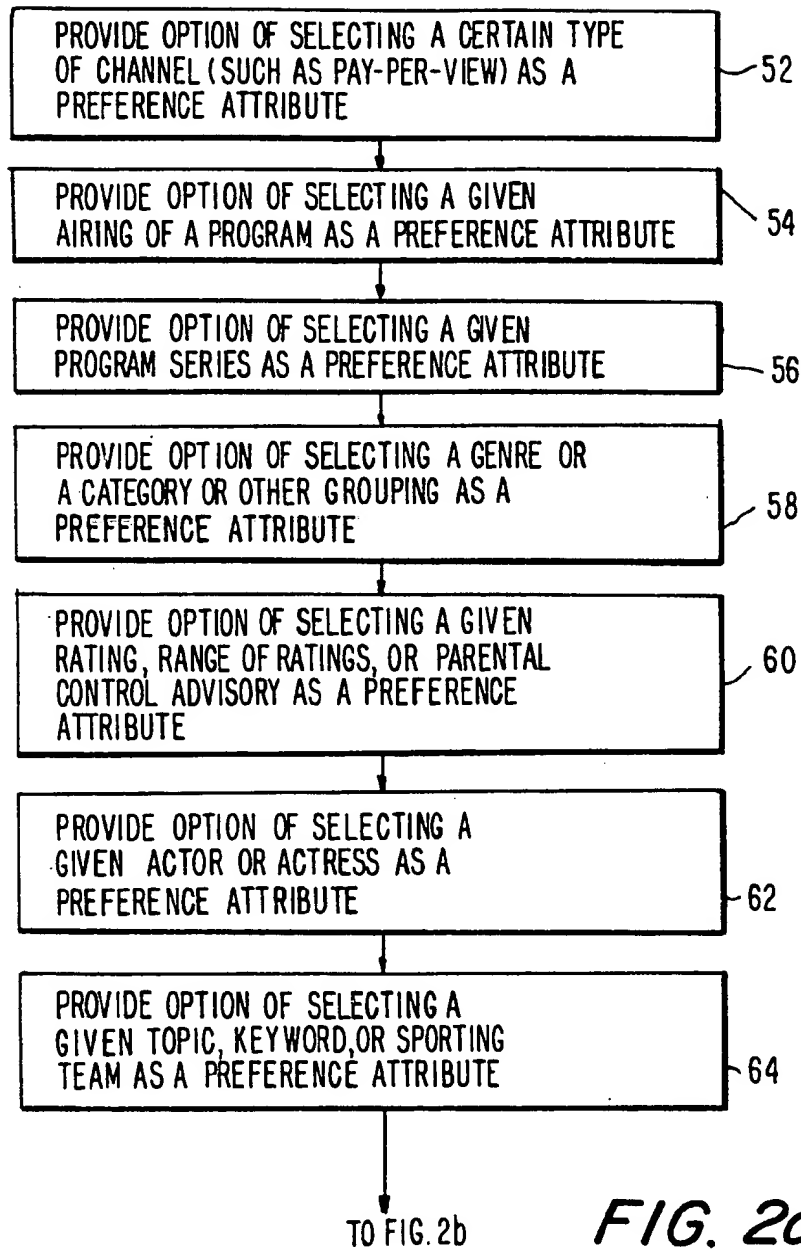 PROVIDE OPTION OF SELECTING A CERTAIN TYPE
OF CHANNEL (SUCH AS PAY-PER-VIEW) AS A
PREFERENCE ATTRIBUTE
52
PROVIDE OPTION OF SELECTING A GIVEN
AIRING OF A PROGRAM AS A PREFERENCE ATTRIBUTE
54
PROVIDE OPTION OF SELECTING A GIVEN
PROGRAM SERIES AS A PREFERENCE ATTRIBUTE
56
PROVIDE OPTION OF SELECTING A GENRE OR
A CATEGORY OR OTHER GROUPING AS A
PREFERENCE ATTRIBUTE
58
PROVIDE OPTION OF SELECTING A GIVEN
RATING, RANGE OF RATINGS, OR PARENTAL
CONTROL ADVISORY AS A PREFERENCE
ATTRIBUTE
60
PROVIDE OPTION OF SELECTING A
GIVEN ACTOR OR ACTRESS AS A
PREFERENCE ATTRIBUTE
62
PROVIDE OPTION OF SELECTING A
GIVEN TOPIC, KEYWORD, OR SPORTING
TEAM AS A PREFERENCE ATTRIBUTE
64
TO FIG. 2b
FIG.